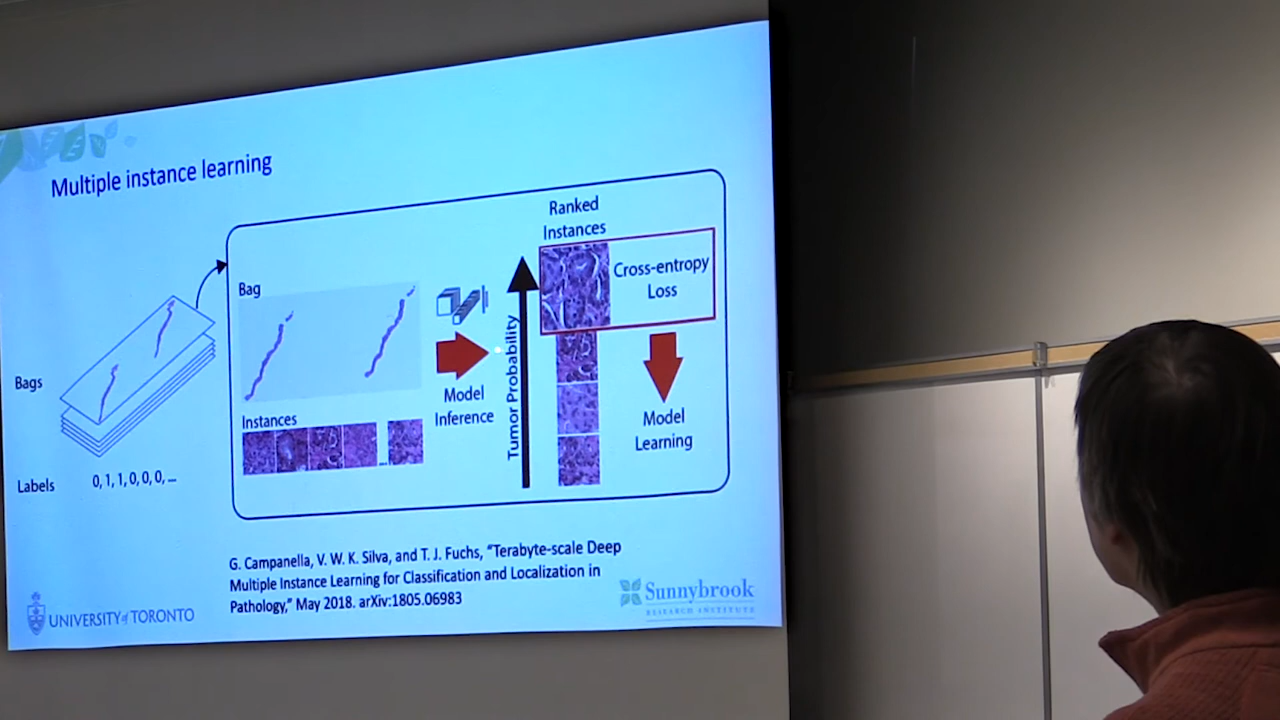 Multiple instance learning
Bags
Labels
0, 1, 1, 0, 0, 0, ...
Bag
Instances
...
Model
Inference
Tumor Probability
Ranked
Instances
Cross-entropy
Loss
Model
Learning
G. Campanella, V. W. K. Silva, and T. J. Fuchs, "Terabyte-scale Deep
Multiple Instance Learning for Classification and Localization in
Pathology," May 2018. arXiv:1805.06983
UNIVERSITY of TORONTO
Sunnybrook
RESEARCH INSTITUTE